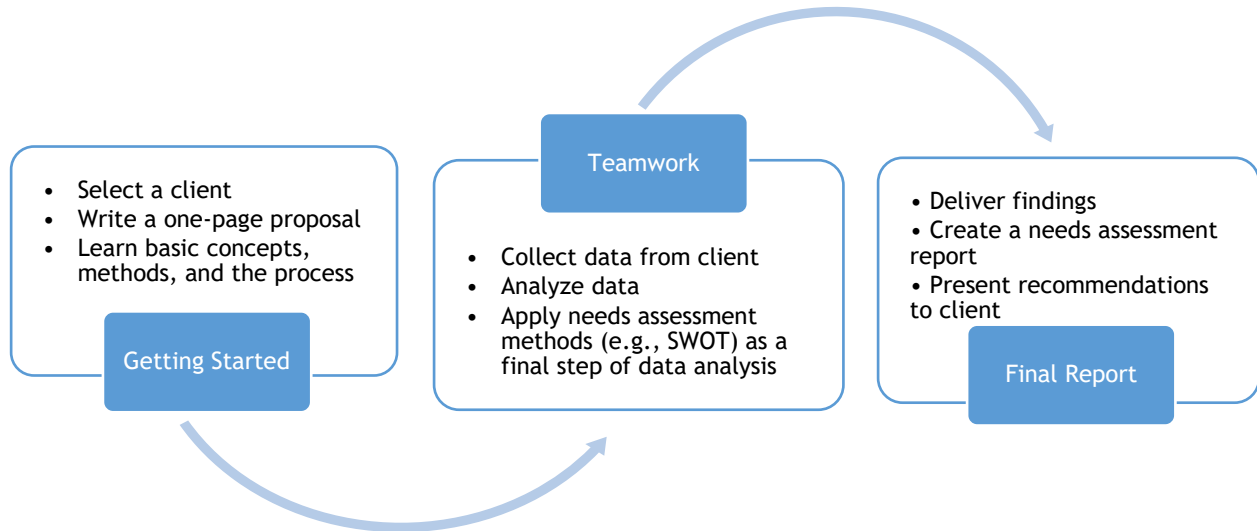 • Select a client
• Write a one-page proposal
• Learn basic concepts,
methods, and the process
Getting Started
Teamwork
• Collect data from client
• Analyze data
• Apply needs assessment
methods (e.g., SWOT) as a
final step of data analysis
• Deliver findings
• Create a needs assessment
report
• Present recommendations
to client
Final Report